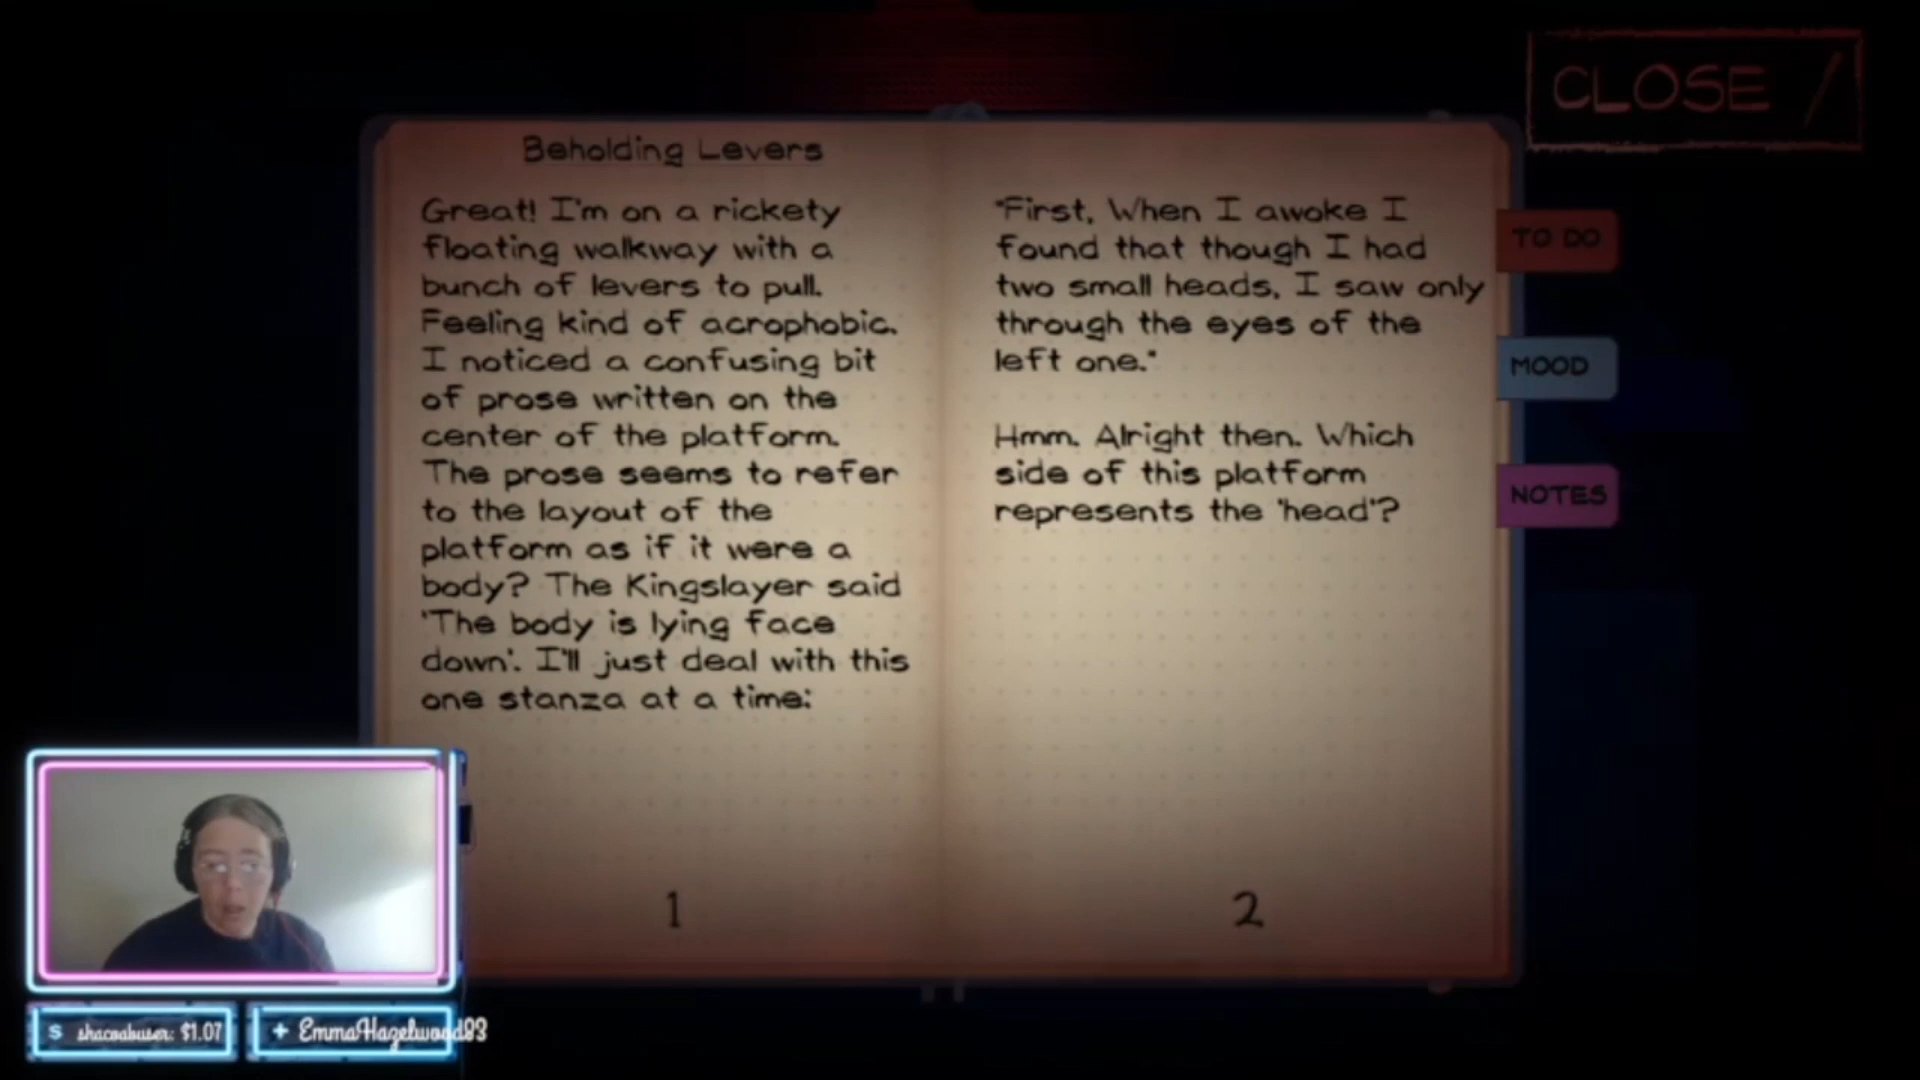 CLOSE /
Beholding Levers
Great! I'm on a rickety
floating walkway with a
bunch of levers to pull.
Feeling kind of acrophobic.
I noticed a confusing bit
of prose written on the
center of the platform.
The prose seems to refer
to the layout of the
platform as if it were a
body? The Kingslayer said
'The body is lying face
down'. I'll just deal with this
one stanza at a time:
1
"First, When I awoke I
found that though I had
two small heads, I saw only
through the eyes of the
left one."
Hmm. Alright then. Which
side of this platform
represents the 'head'?
2
TO DO
MOOD
NOTES
S shacoabuser: $1.07
+ EmmaHazelwood83